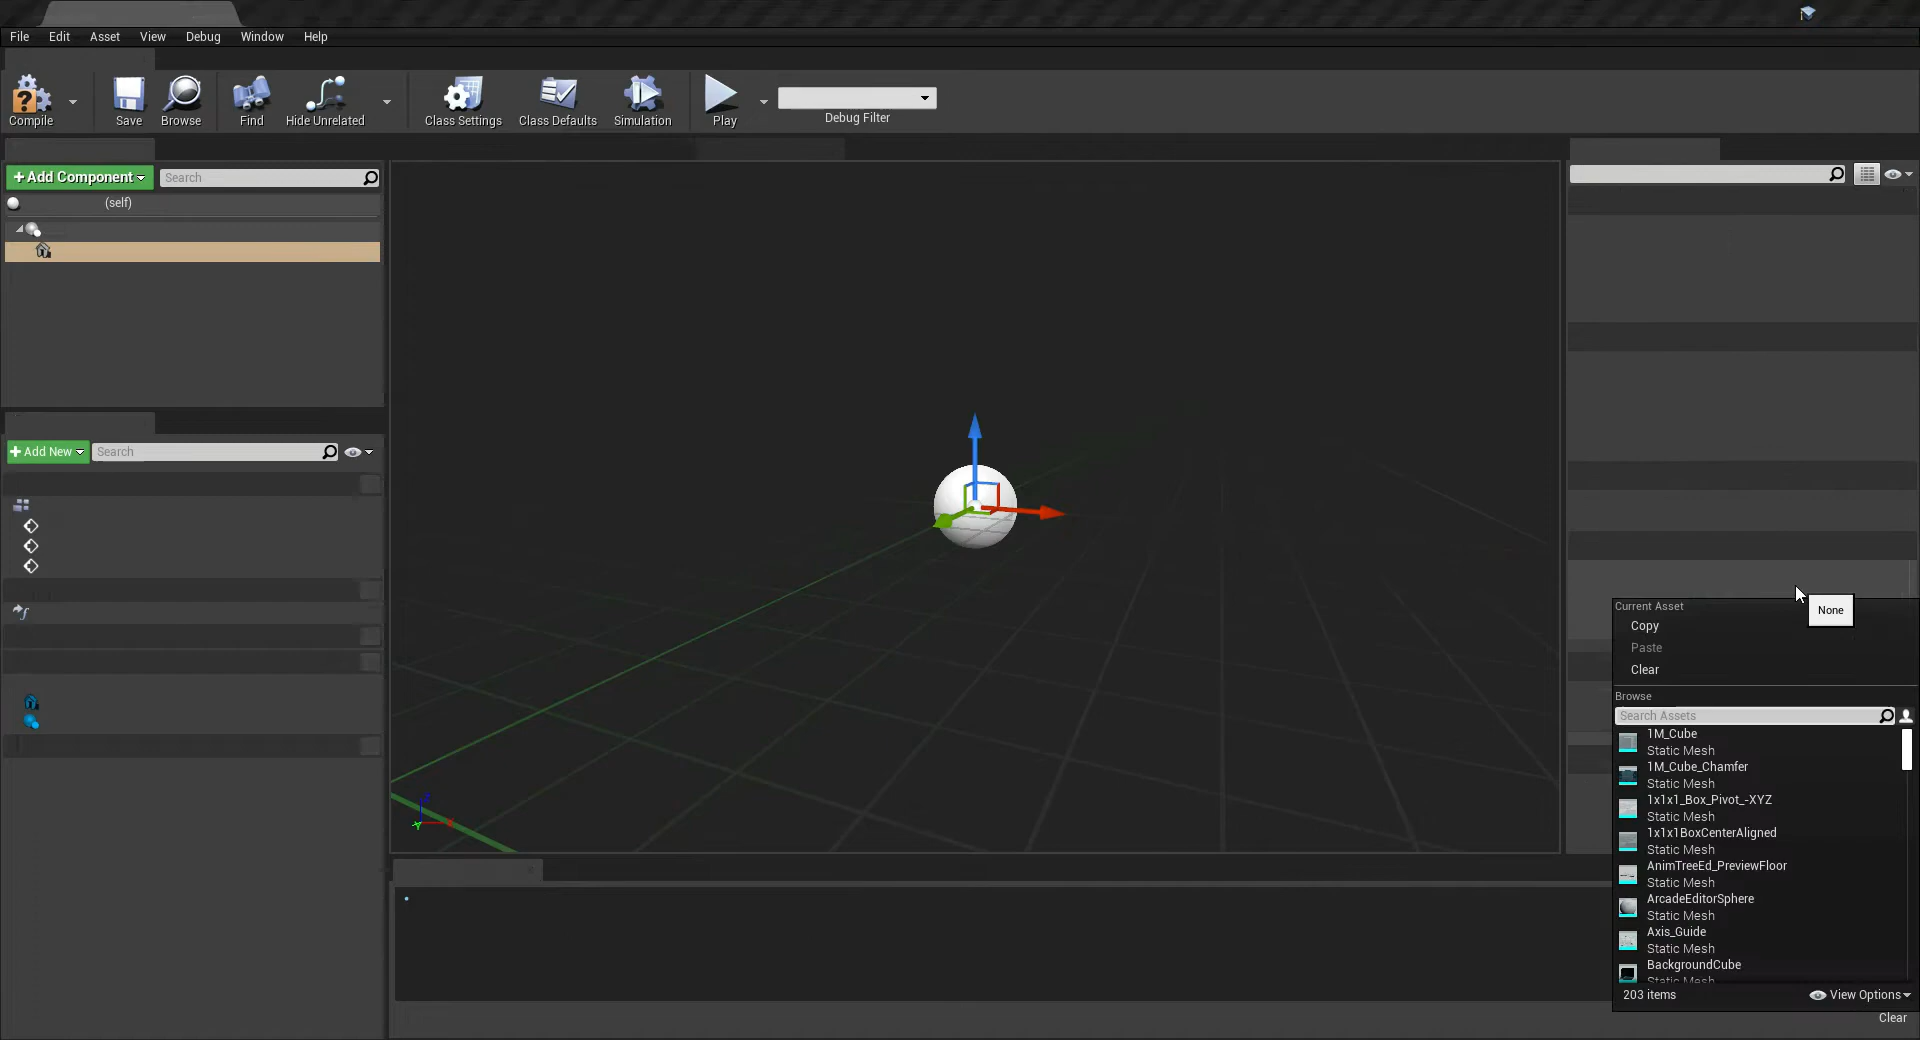 File Edit Asset View Debug Window Help
Compile Save Browse Find Hide Unrelated Class Settings Class Defaults Simulation Play Debug Filter
+ Add Component Search
(self)
+ Add New Search
Current Asset
None
Copy
Paste
Clear
Browse
Search Assets
1M_Cube
Static Mesh
1M_Cube_Chamfer
Static Mesh
1x1x1_Box_Pivot_-XYZ
Static Mesh
1x1x1BoxCenterAligned
Static Mesh
AnimTreeEd_PreviewFloor
Static Mesh
ArcadeEditorSphere
Static Mesh
Axis_Guide
Static Mesh
BackgroundCube
Static Mesh
203 items View Options
Clear